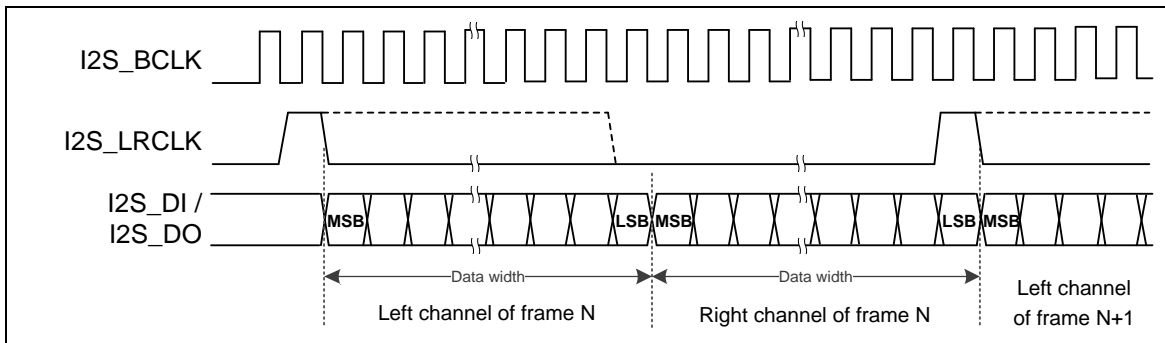 I2S_BCLK
I2S_LRCLK
I2S_DI /
I2S_DO
MSB
LSB
MSB
LSB
MSB
Data width
Data width
Left channel of frame N
Right channel of frame N
Left channel
of frame N+1